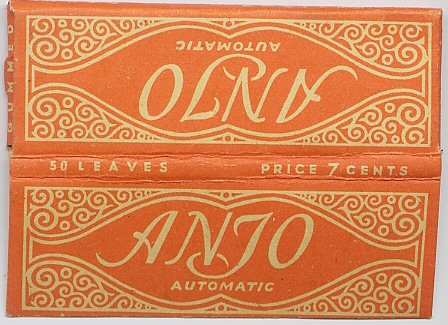 GUMMED
ANJO
AUTOMATIC
50 LEAVES PRICE 7 CENTS
ANJO
AUTOMATIC